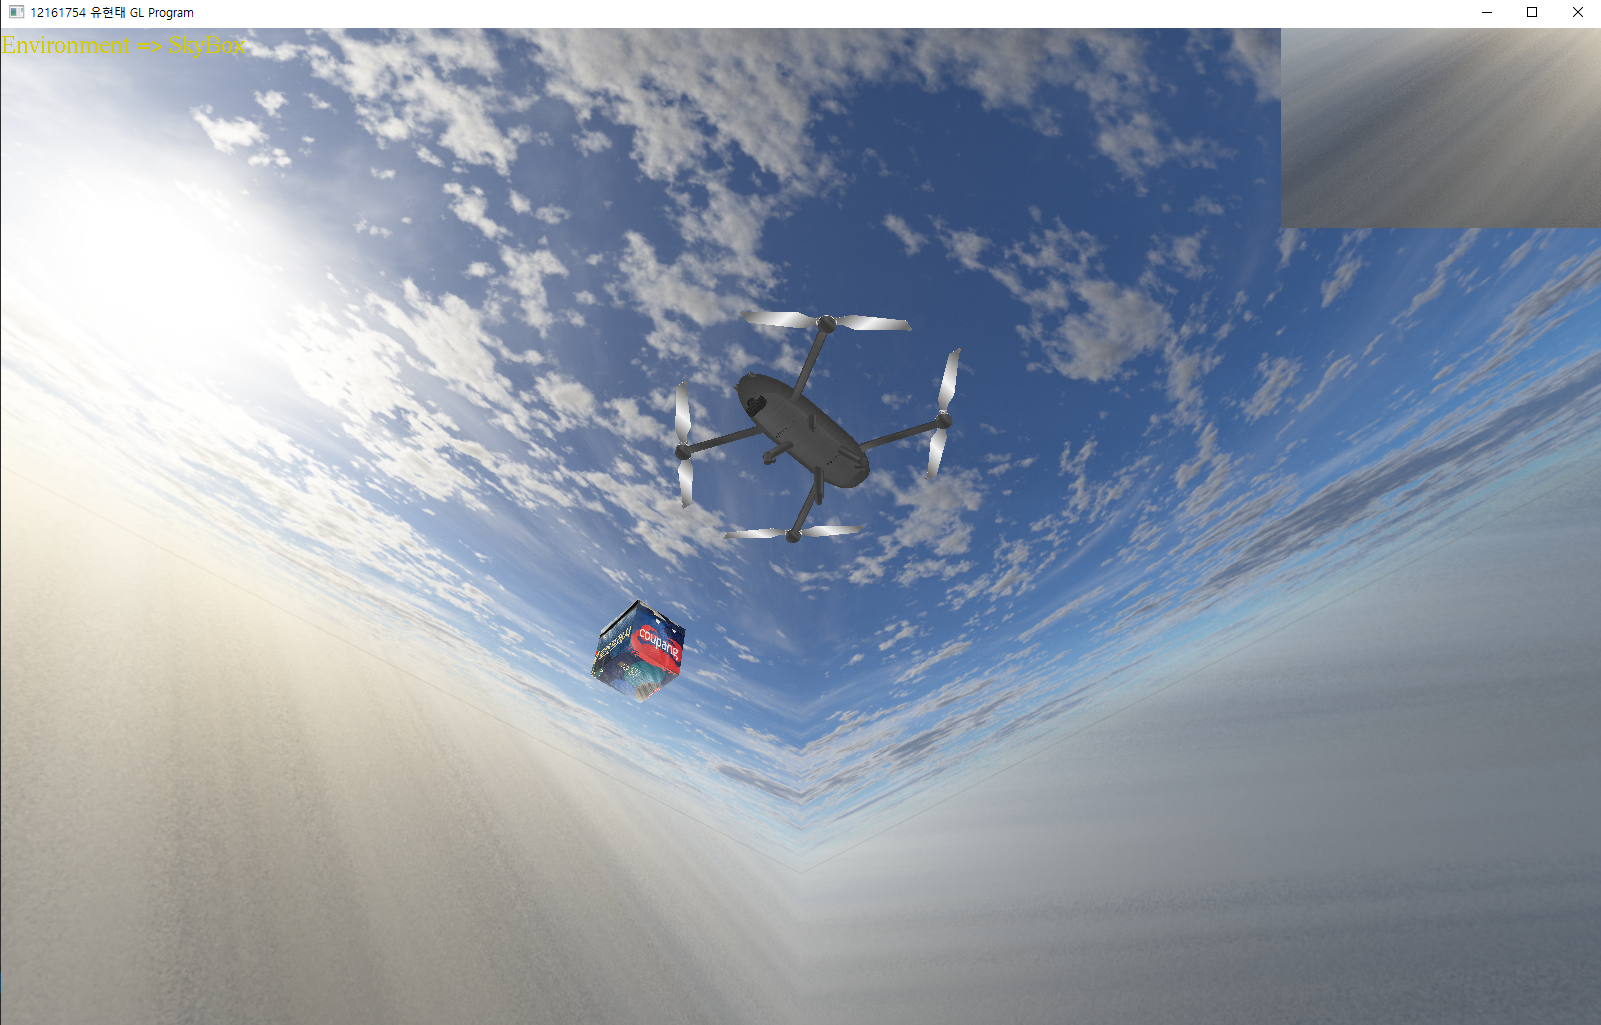 12161754 유현태 GL Program
Environment => SkyBox
coupang